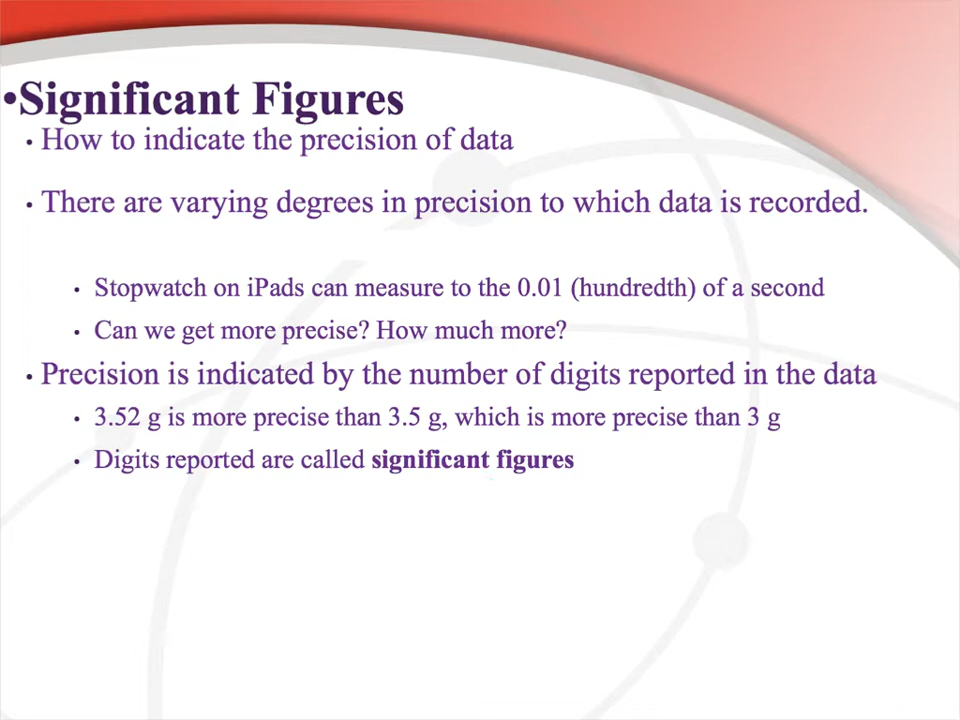 •Significant Figures
• How to indicate the precision of data
• There are varying degrees in precision to which data is recorded.
• Stopwatch on iPads can measure to the 0.01 (hundredth) of a second
• Can we get more precise? How much more?
• Precision is indicated by the number of digits reported in the data
• 3.52 g is more precise than 3.5 g, which is more precise than 3 g
• Digits reported are called significant figures